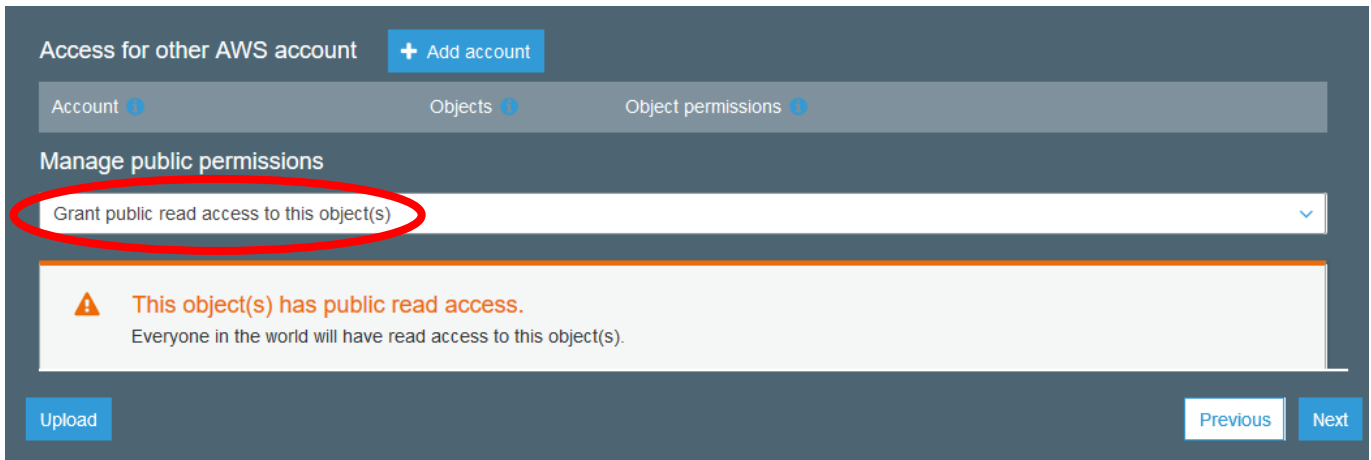 Access for other AWS account
+ Add account
Account
Objects
Object permissions
Manage public permissions
Grant public read access to this object(s)
This object(s) has public read access.
Everyone in the world will have read access to this object(s).
Upload
Previous
Next